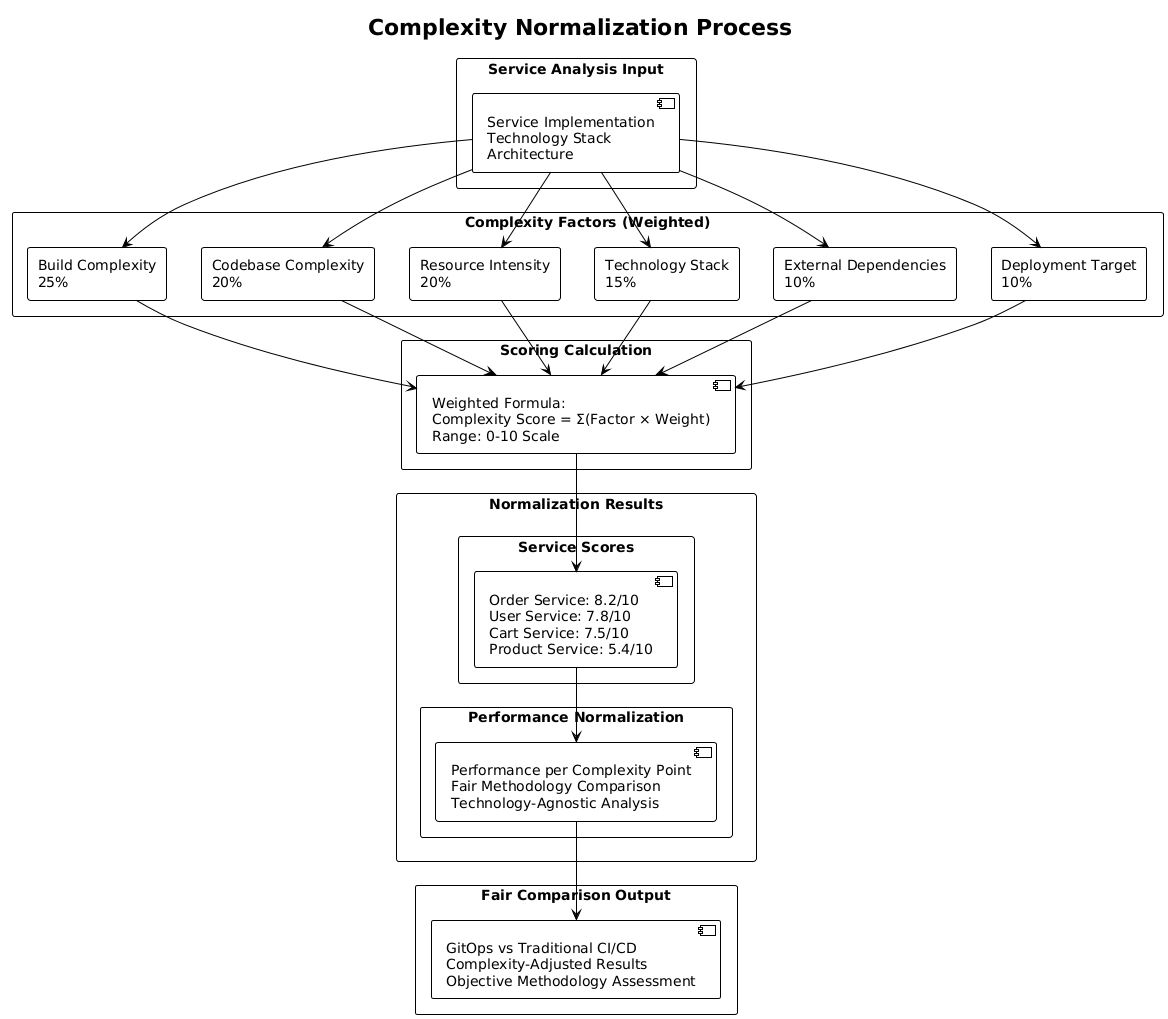 Complexity Normalization Process
Service Analysis Input
Service Implementation
Technology Stack
Architecture
Complexity Factors (Weighted)
Build Complexity
25%
Codebase Complexity
20%
Resource Intensity
20%
Technology Stack
15%
External Dependencies
10%
Deployment Target
10%
Scoring Calculation
Weighted Formula:
Complexity Score = Σ(Factor × Weight)
Range: 0-10 Scale
Normalization Results
Service Scores
Order Service: 8.2/10
User Service: 7.8/10
Cart Service: 7.5/10
Product Service: 5.4/10
Performance Normalization
Performance per Complexity Point
Fair Methodology Comparison
Technology-Agnostic Analysis
Fair Comparison Output
GitOps vs Traditional CI/CD
Complexity-Adjusted Results
Objective Methodology Assessment